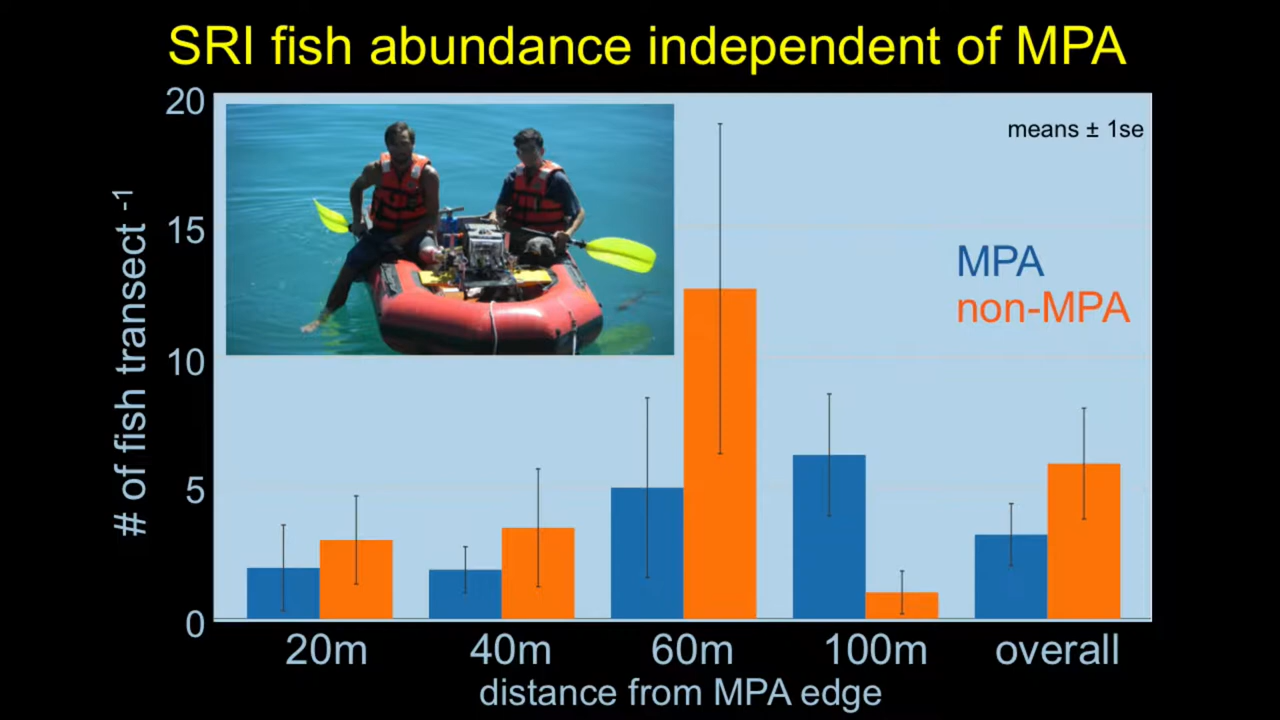 SRI fish abundance independent of MPA
# of fish transect -1
20
15
10
5
0
means ± 1se
MPA
non-MPA
20m
40m
60m
100m
overall
distance from MPA edge